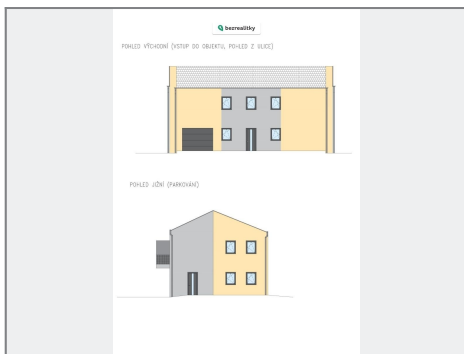 bezrealitky
POHLED VÝCHODNÍ (VSTUP DO OBJEKTU, POHLED Z ULICE)
POHLED JIŽNÍ (PARKOVÁNÍ)